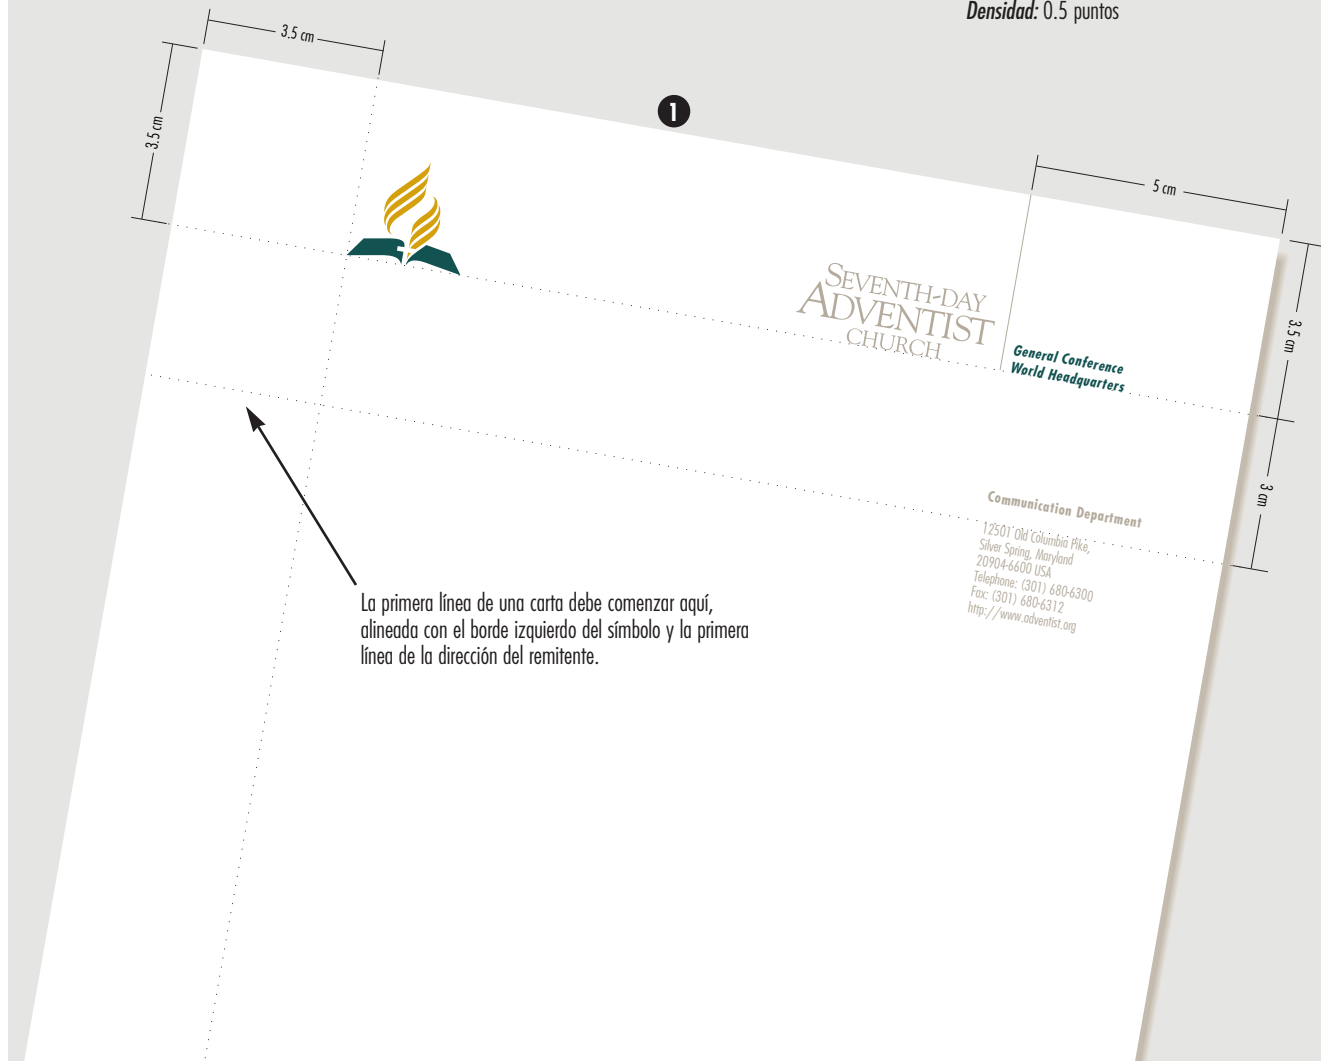 Densidad: 0.5 puntos
3.5 cm
3.5 cm
1
5 cm
3.5 cm
3 cm
SEVENTH-DAY
ADVENTIST
CHURCH
General Conference
World Headquarters
Communication Department
12501 Old Columbia Pike,
Silver Spring, Maryland
20904-6600 USA
Telephone: (301) 680-6300
Fax: (301) 680-6312
http://www.adventist.org
La primera línea de una carta debe comenzar aquí,
alineada con el borde izquierdo del símbolo y la primera
línea de la dirección del remitente.